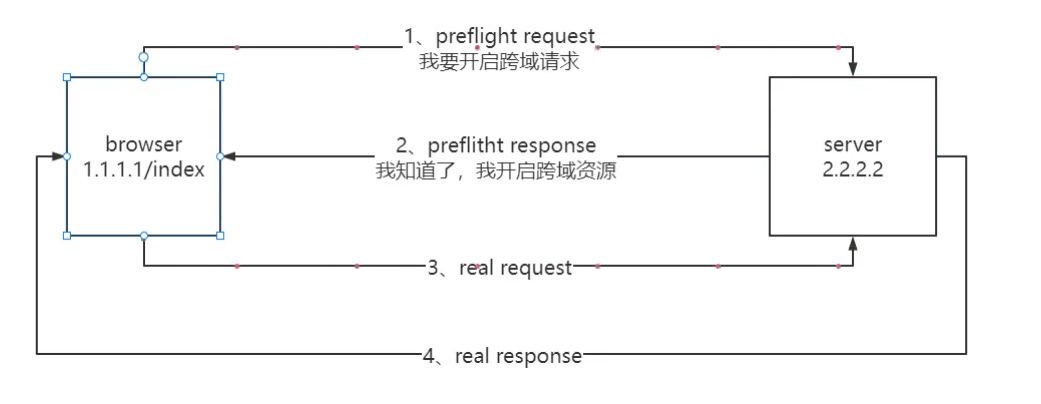 1、preflight request
我要开启跨域请求
browser
1.1.1.1/index
2、preflitht response
我知道了，我开启跨域资源
server
2.2.2.2
3、real request
4、real response